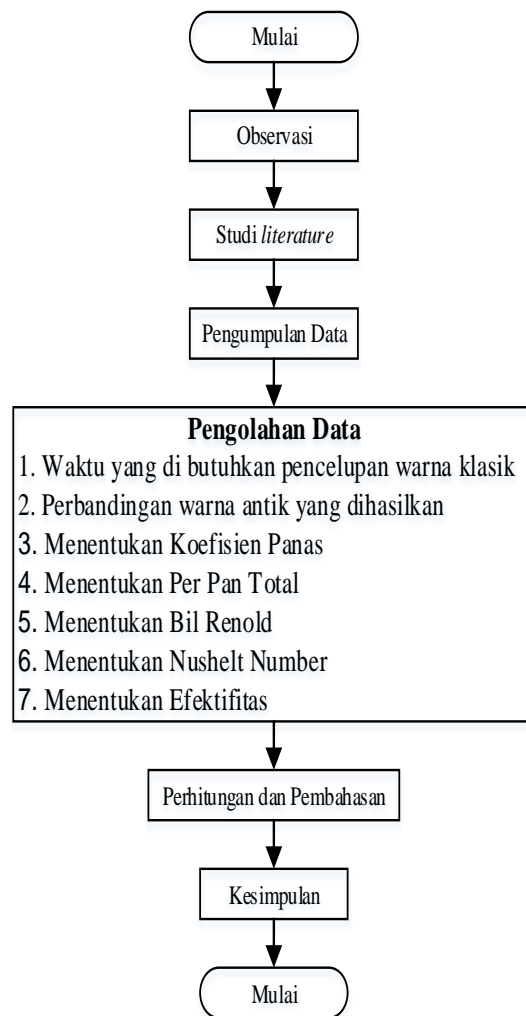 Mulai
Observasi
Studi literature
Pengumpulan Data
Pengolahan Data
1. Waktu yang di butuhkan pencelupan warna klasik
2. Perbandingan warna antik yang dihasilkan
3. Menentukan Koefisien Panas
4. Menentukan Per Pan Total
5. Menentukan Bil Renold
6. Menentukan Nushelt Number
7. Menentukan Efektifitas
Perhitungan dan Pembahasan
Kesimpulan
Mulai